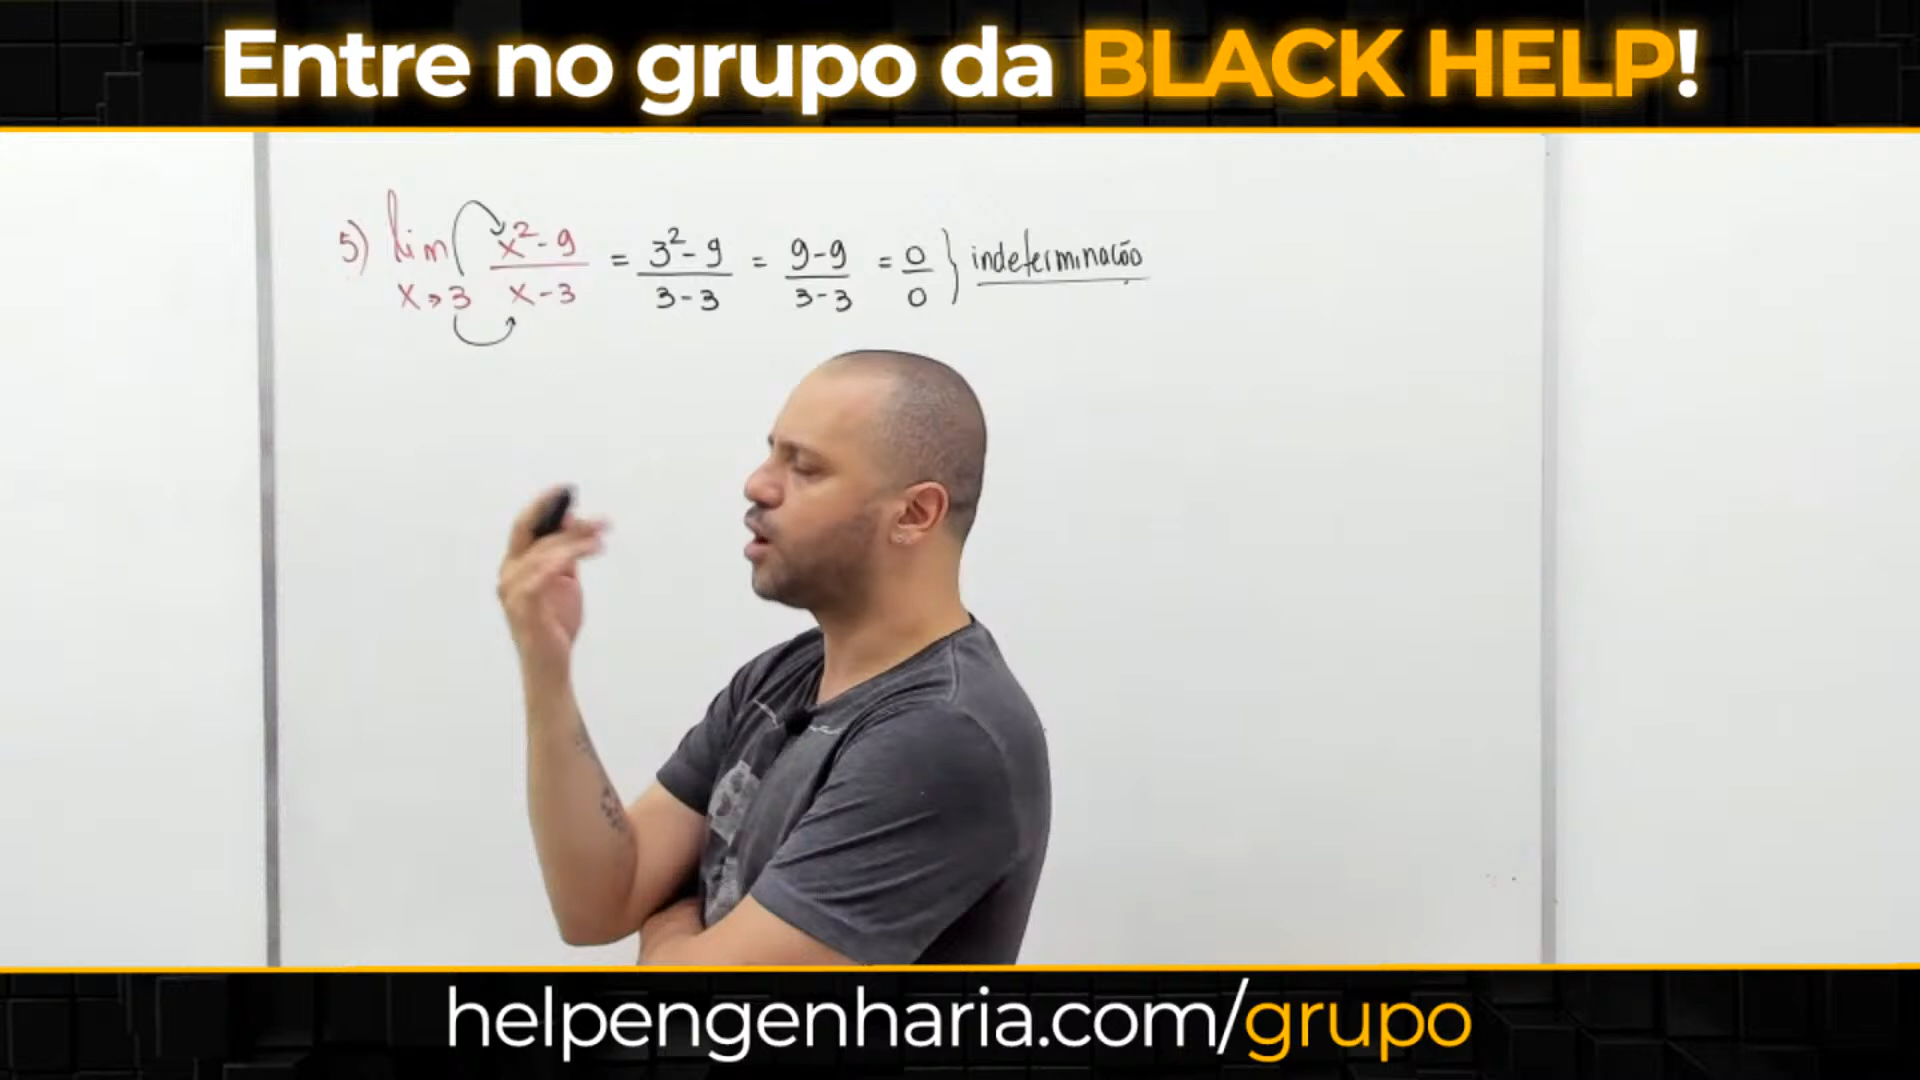 Entre no grupo da BLACK HELP!
5) lim x→3 (x²-9)/(x-3) = (3²-9)/(3-3) = (9-9)/(3-3) = 0/0 } indeterminação
helpengenharia.com/grupo